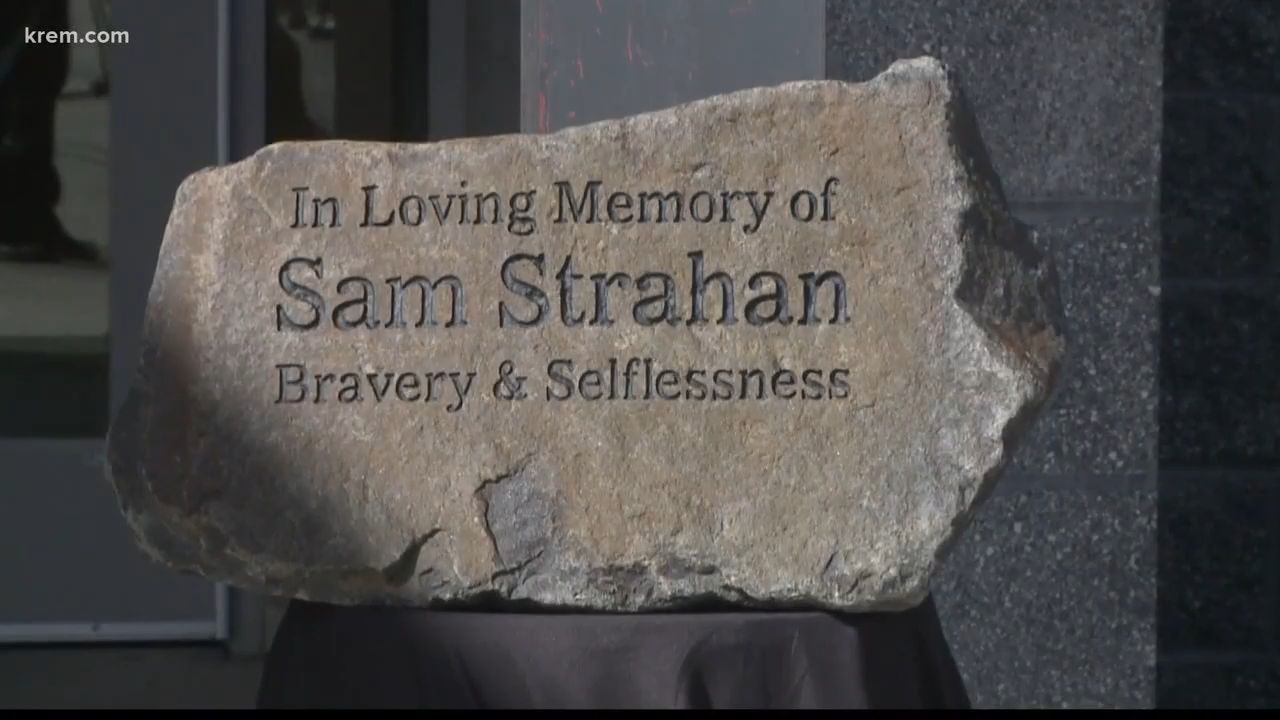 krem.com
In Loving Memory of
Sam Strahan
Bravery & Selflessness